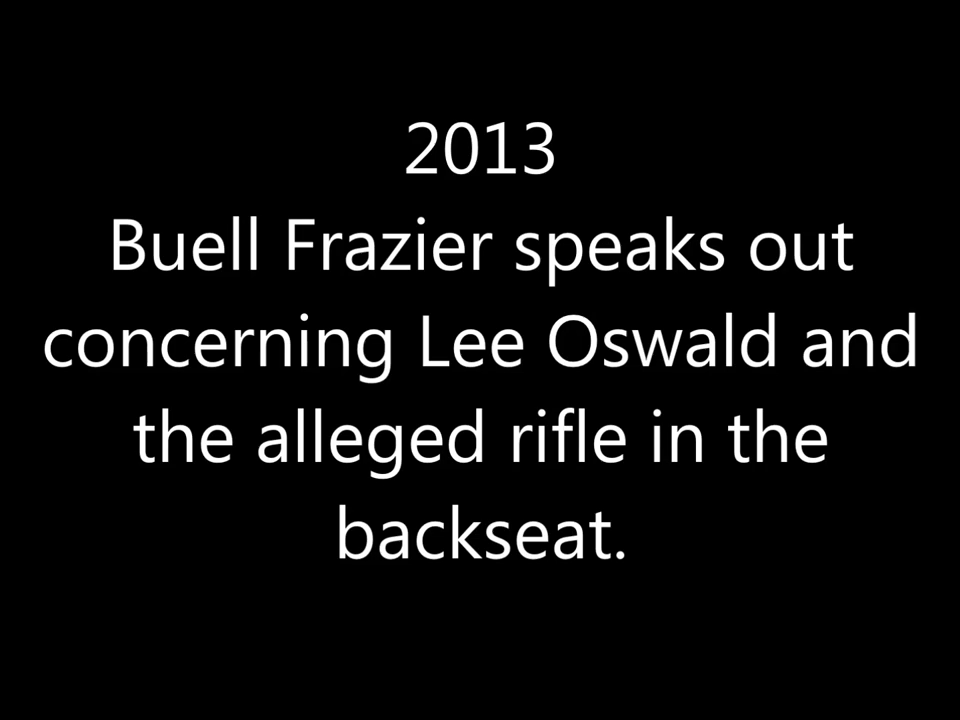 2013
Buell Frazier speaks out
concerning Lee Oswald and
the alleged rifle in the
backseat.